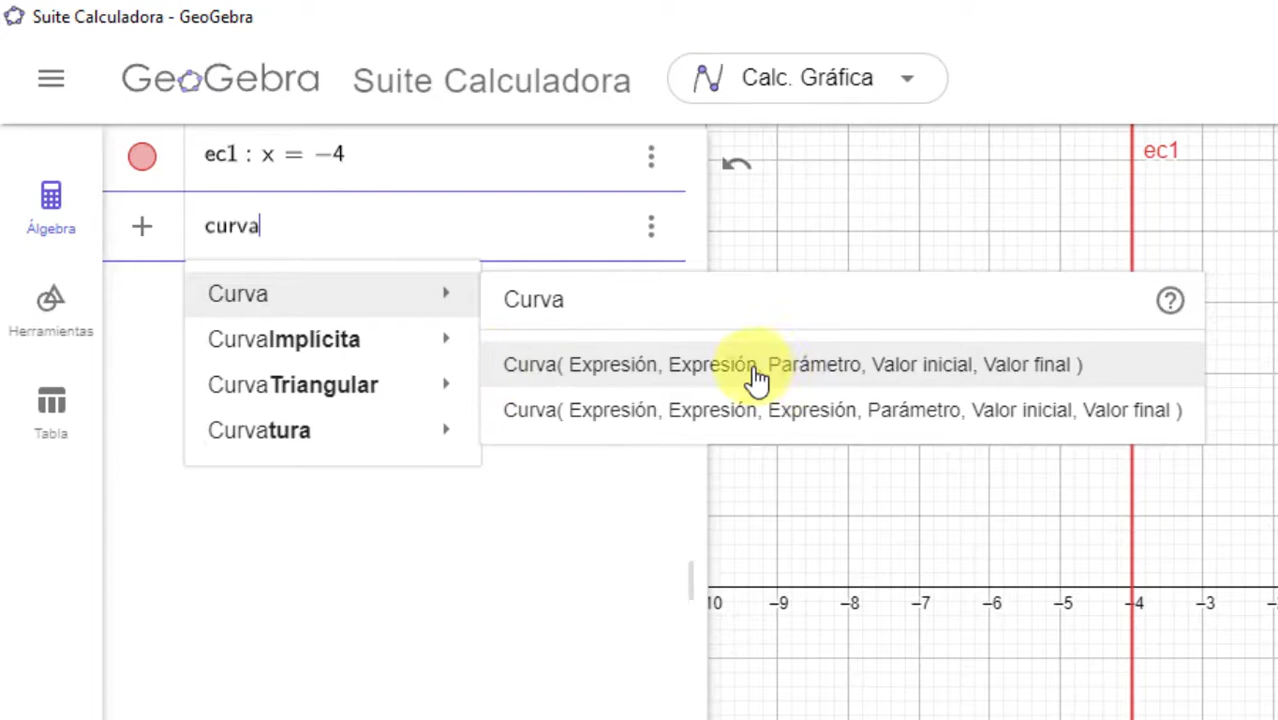 Suite Calculadora - GeoGebra
GeoGebra Suite Calculadora Calc. Gráfica
ec1 : x = −4
ec1
Álgebra
curva
Curva
Curva
CurvaImplícita
Herramientas
Curva( Expresión, Expresión, Parámetro, Valor inicial, Valor final )
CurvaTriangular
Curva( Expresión, Expresión, Expresión, Parámetro, Valor inicial, Valor final )
Tabla
Curvatura
10 −9 −8 −7 −6 −5 −4 −3